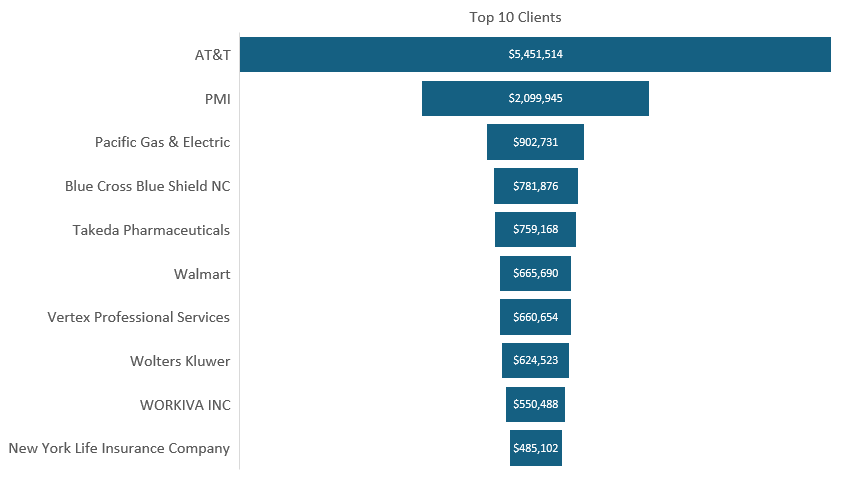 Top 10 Clients
AT&T $5,451,514
PMI $2,099,945
Pacific Gas & Electric $902,731
Blue Cross Blue Shield NC $781,876
Takeda Pharmaceuticals $759,168
Walmart $665,690
Vertex Professional Services $660,654
Wolters Kluwer $624,523
WORKIVA INC $550,488
New York Life Insurance Company $485,102